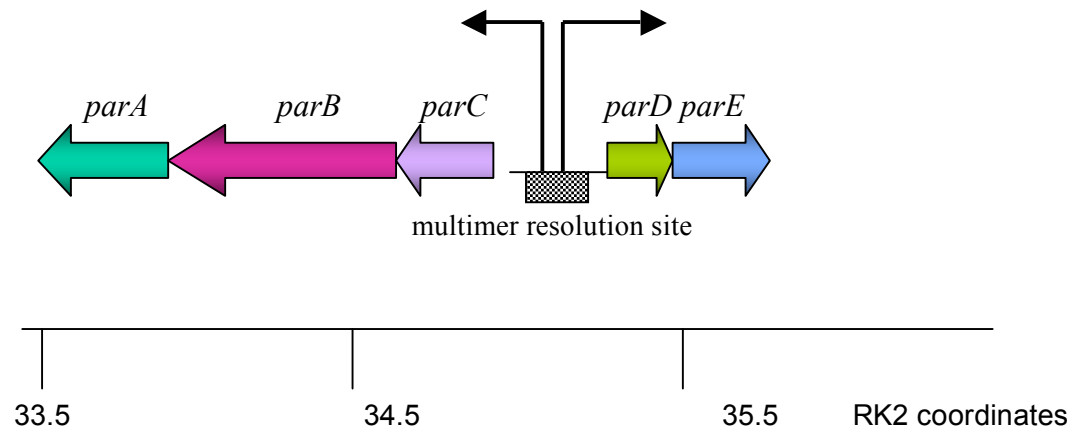 parA parB parC parD parE
multimer resolution site
33.5 34.5 35.5 RK2 coordinates